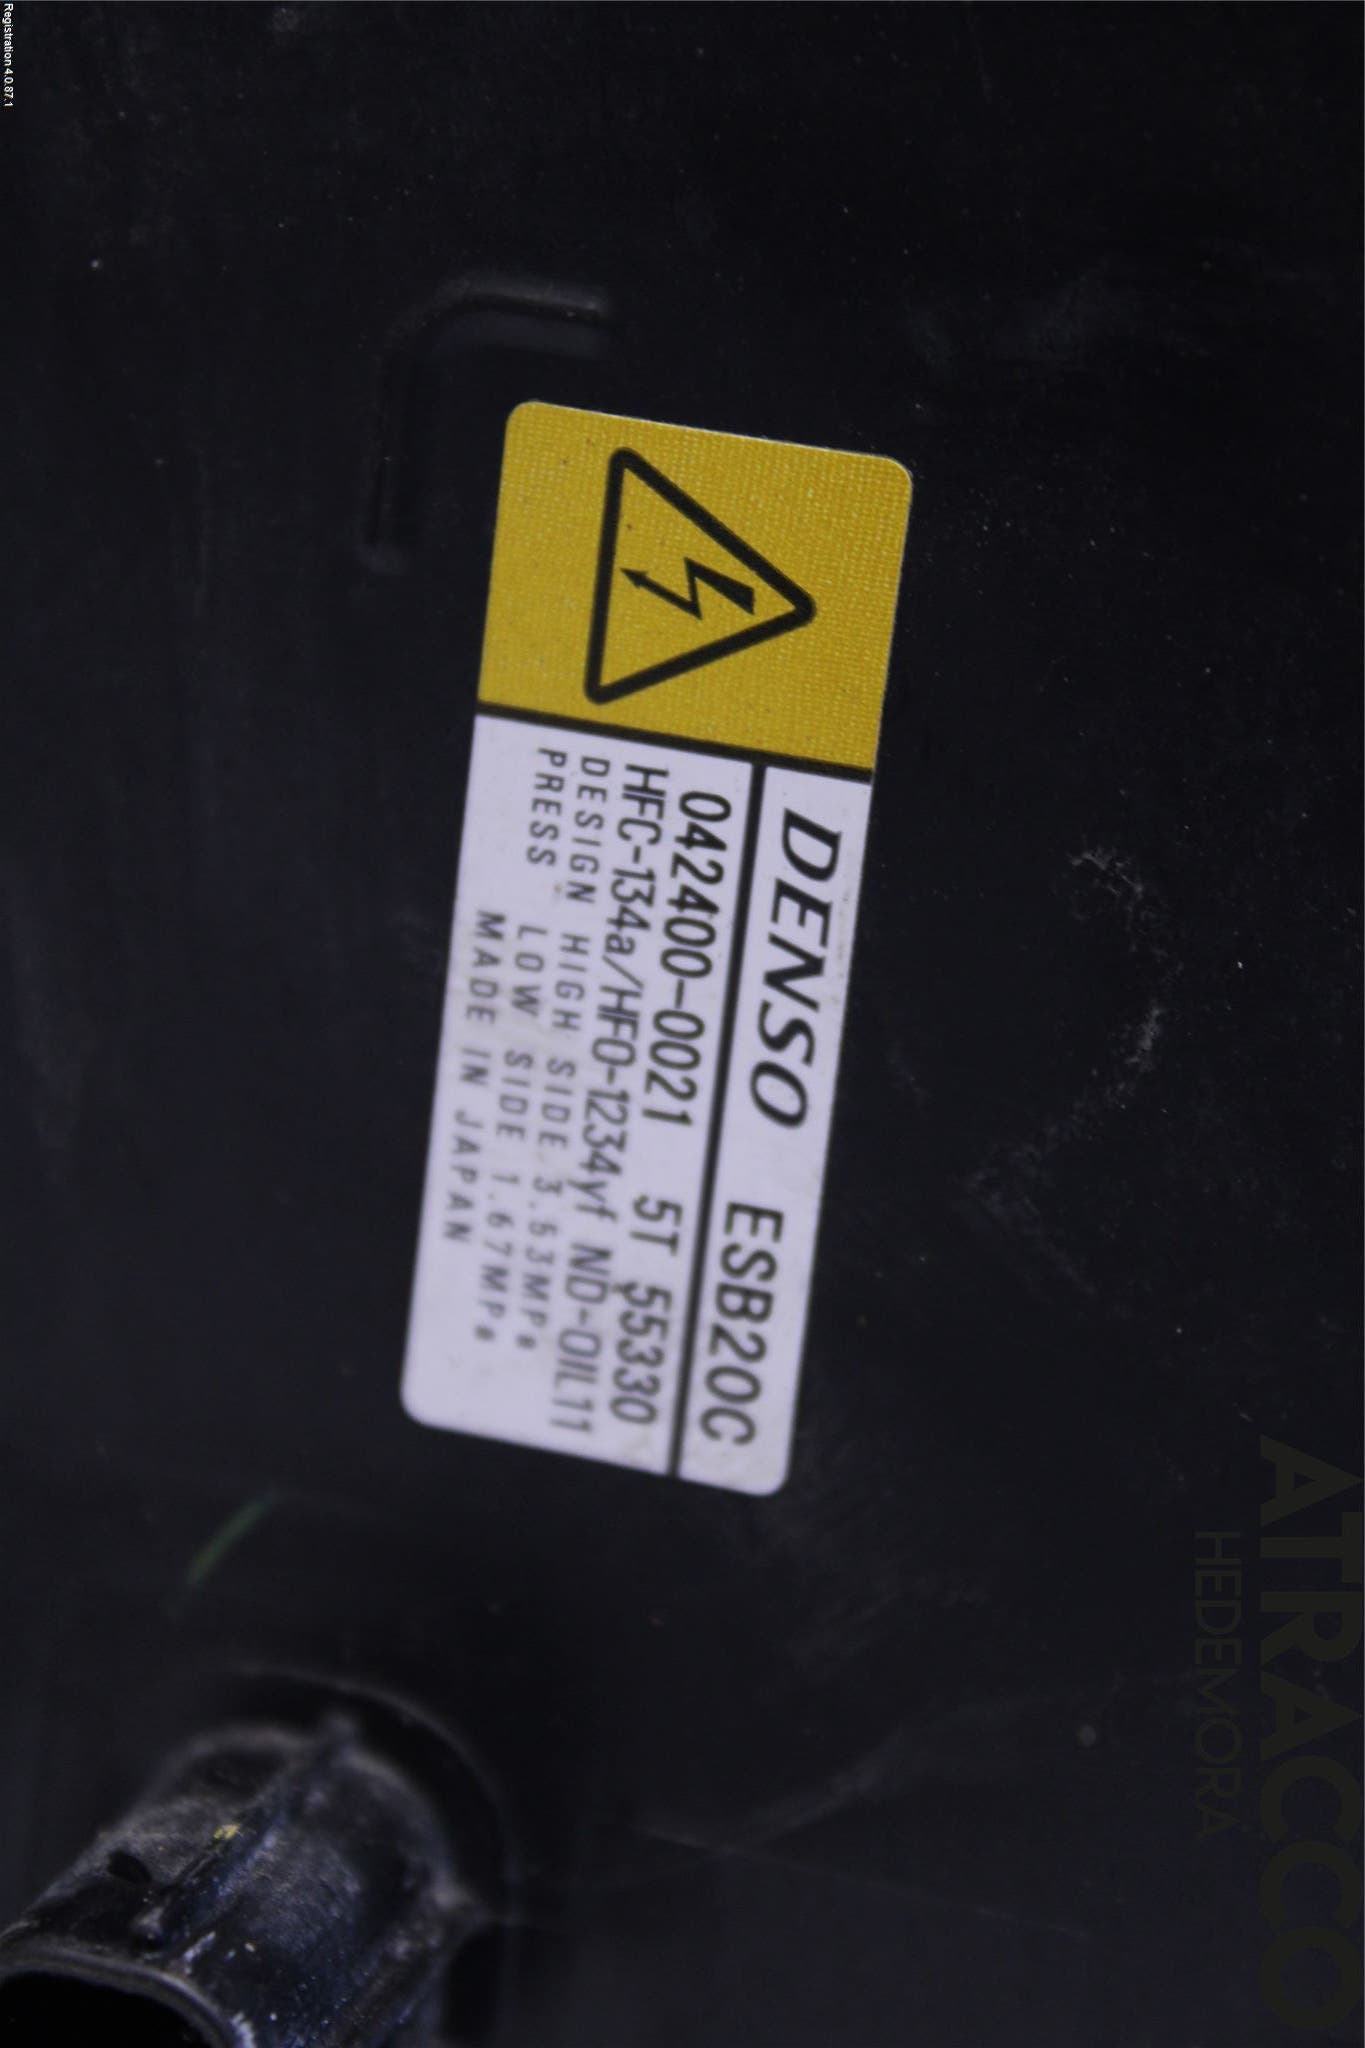 Registration 4.0.87.1
DENSO ESB20C
042400-0021 5T 55330
HFC-134a/HFO-1234yf ND-OIL11
DESIGN HIGH SIDE 3.53MPa
PRESS LOW SIDE 1.67MPa
MADE IN JAPAN
ATRACCO
HEDEMORA